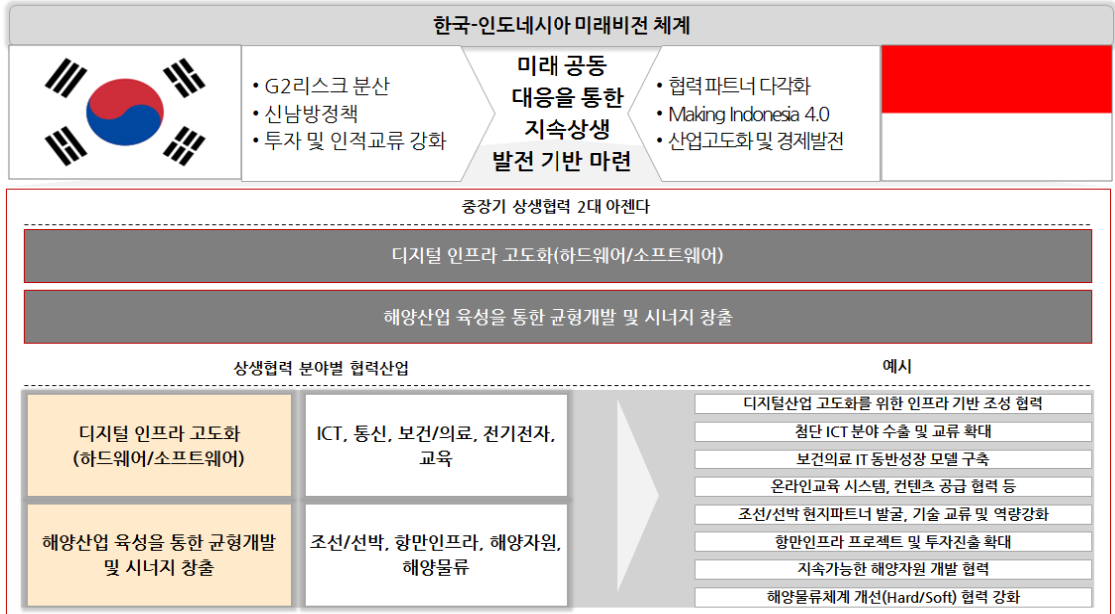 한국-인도네시아 미래비전 체계
• G2리스크 분산
• 신남방정책
• 투자 및 인적교류 강화
미래 공동
대응을 통한
지속상생
발전 기반 마련
• 협력 파트너 다각화
• Making Indonesia 4.0
• 산업고도화 및 경제발전
중장기 상생협력 2대 아젠다
디지털 인프라 고도화(하드웨어/소프트웨어)
해양산업 육성을 통한 균형개발 및 시너지 창출
상생협력 분야별 협력산업
예시
디지털 인프라 고도화
(하드웨어/소프트웨어)
ICT, 통신, 보건/의료, 전기전자,
교육
해양산업 육성을 통한 균형개발
및 시너지 창출
조선/선박, 항만인프라, 해양자원,
해양물류
디지털산업 고도화를 위한 인프라 기반 조성 협력
첨단 ICT 분야 수출 및 교류 확대
보건의료 IT 동반성장 모델 구축
온라인교육 시스템, 컨텐츠 공급 협력 등
조선/선박 현지파트너 발굴, 기술 교류 및 역량강화
항만인프라 프로젝트 및 투자진출 확대
지속가능한 해양자원 개발 협력
해양물류체계 개선(Hard/Soft) 협력 강화